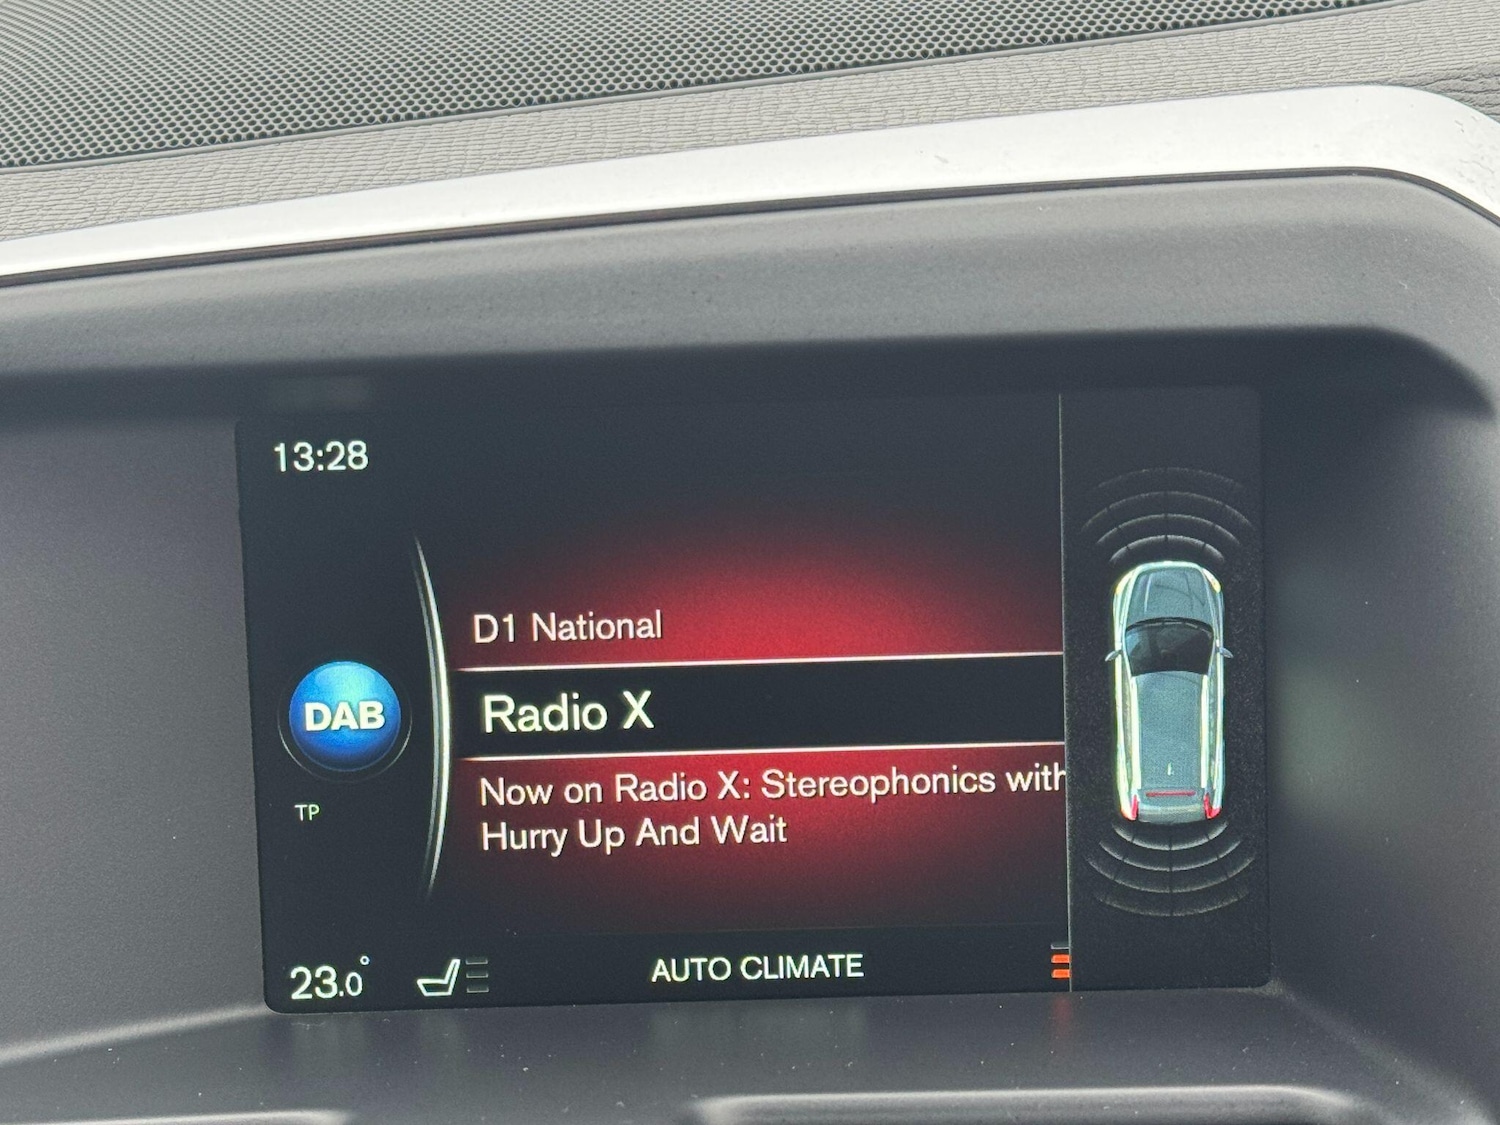 13:28
D1 National
DAB
Radio X
TP
Now on Radio X: Stereophonics with
Hurry Up And Wait
23.0°
AUTO CLIMATE